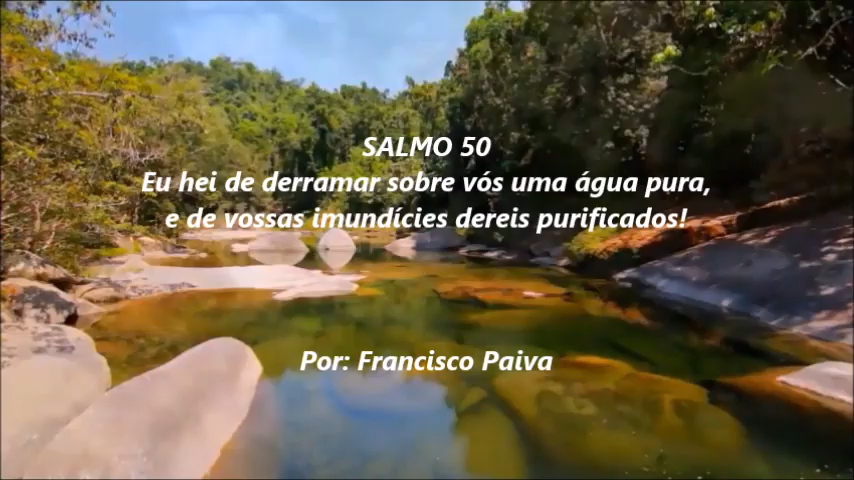 SALMO 50
Eu hei de derramar sobre vós uma água pura,
e de vossas imundícies dereis purificados!
Por: Francisco Paiva